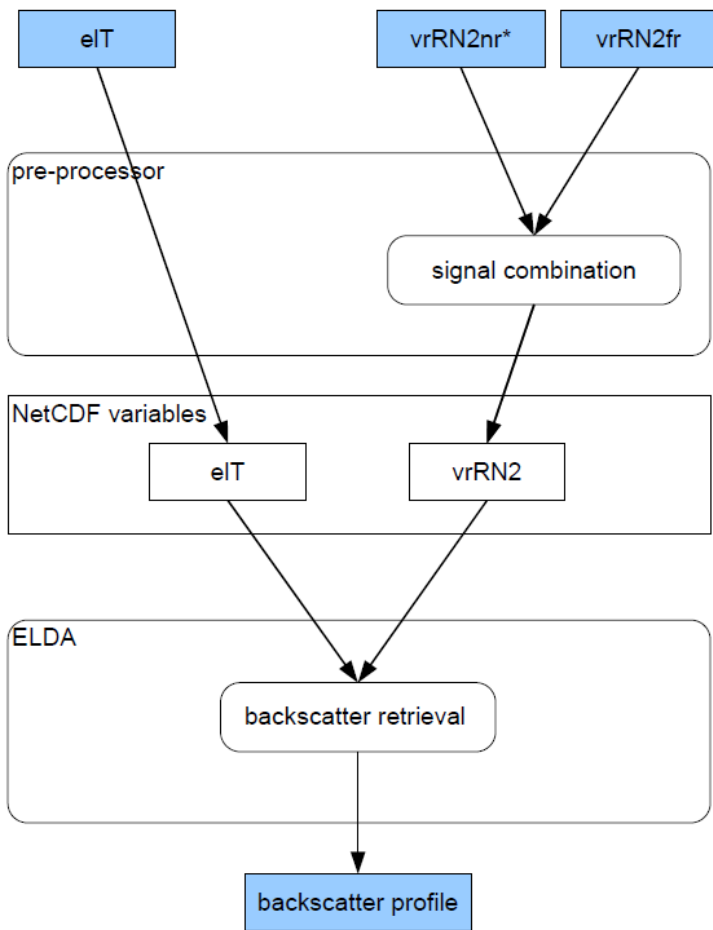 elT
vrRN2nr*
vrRN2fr
pre-processor
signal combination
NetCDF variables
elT
vrRN2
ELDA
backscatter retrieval
backscatter profile